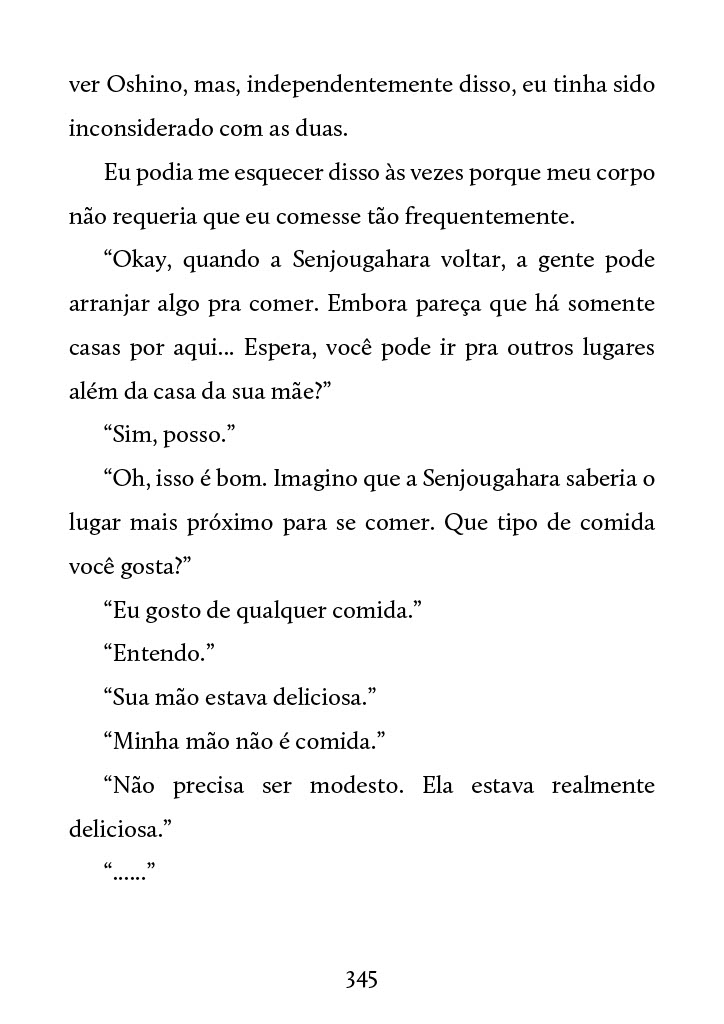 ver Oshino, mas, independentemente disso, eu tinha sido
inconsiderado com as duas.
Eu podia me esquecer disso às vezes porque meu corpo
não requeria que eu comesse tão frequentemente.
“Okay, quando a Senjougahara voltar, a gente pode
arranjar algo pra comer. Embora pareça que há somente
casas por aqui... Espera, você pode ir pra outros lugares
além da casa da sua mãe?”
“Sim, posso.”
“Oh, isso é bom. Imagino que a Senjougahara saberia o
lugar mais próximo para se comer. Que tipo de comida
você gosta?”
“Eu gosto de qualquer comida.”
“Entendo.”
“Sua mão estava deliciosa.”
“Minha mão não é comida.”
“Não precisa ser modesto. Ela estava realmente
deliciosa.”
“......”
345